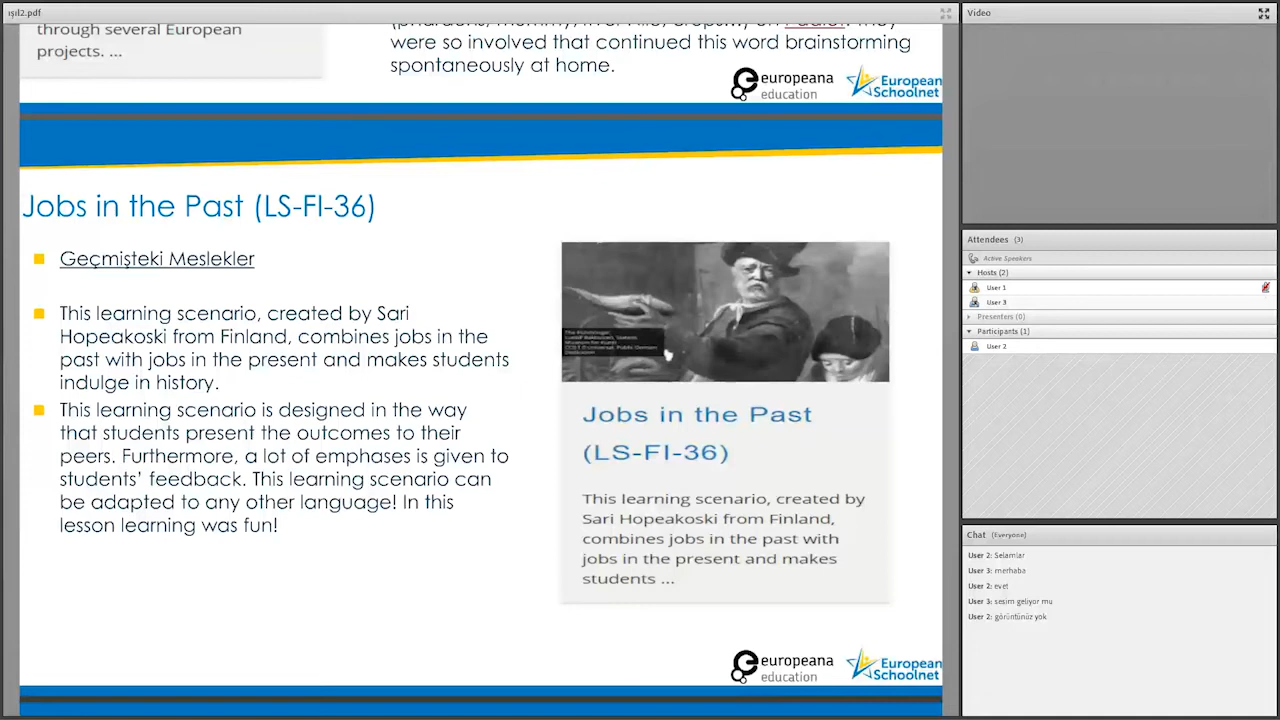 ışıl2.pdf
through several European
projects. ...
were so involved that continued this word brainstorming
spontaneously at home.
europeana
education
European
Schoolnet
Jobs in the Past (LS-FI-36)
Geçmişteki Meslekler
This learning scenario, created by Sari
Hopeakoski from Finland, combines jobs in the
past with jobs in the present and makes students
indulge in history.
This learning scenario is designed in the way
that students present the outcomes to their
peers. Furthermore, a lot of emphases is given to
students’ feedback. This learning scenario can
be adapted to any other language! In this
lesson learning was fun!
Jobs in the Past
(LS-FI-36)
This learning scenario, created by
Sari Hopeakoski from Finland,
combines jobs in the past with
jobs in the present and makes
students ...
europeana
education
European
Schoolnet
Video
Attendees (3)
Active Speakers
Hosts (2)
User 1
User 3
Presenters (0)
Participants (1)
User 2
Chat (Everyone)
User 2: Selamlar
User 3: merhaba
User 2: evet
User 3: sesim geliyor mu
User 2: görüntünüz yok